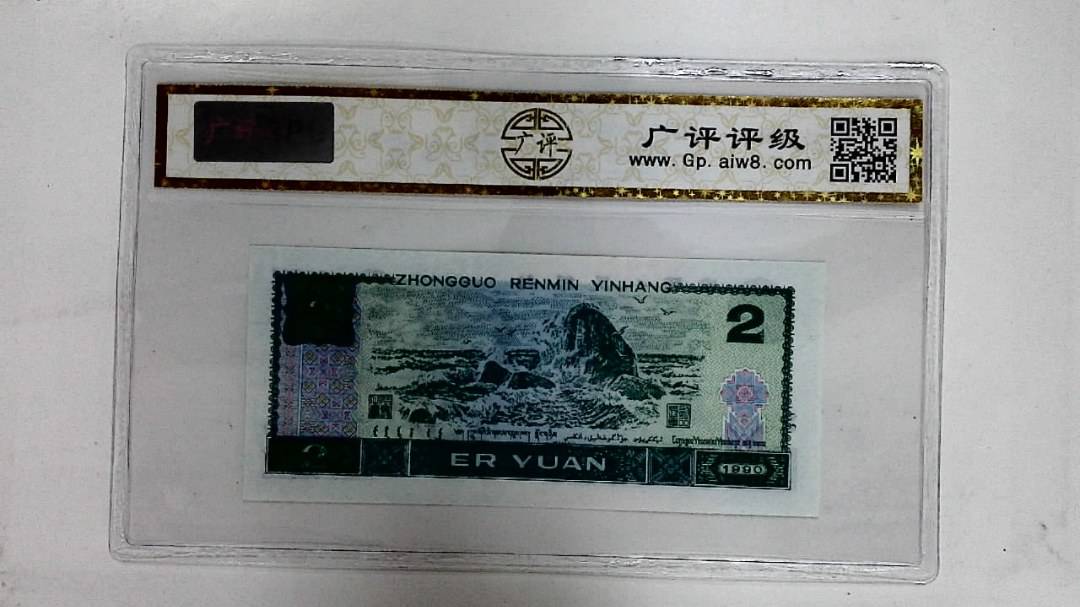 广评
广评评级
www.Gp.aiw8.com
ZHONGGUO RENMIN YINHANG
2
ER YUAN
1990